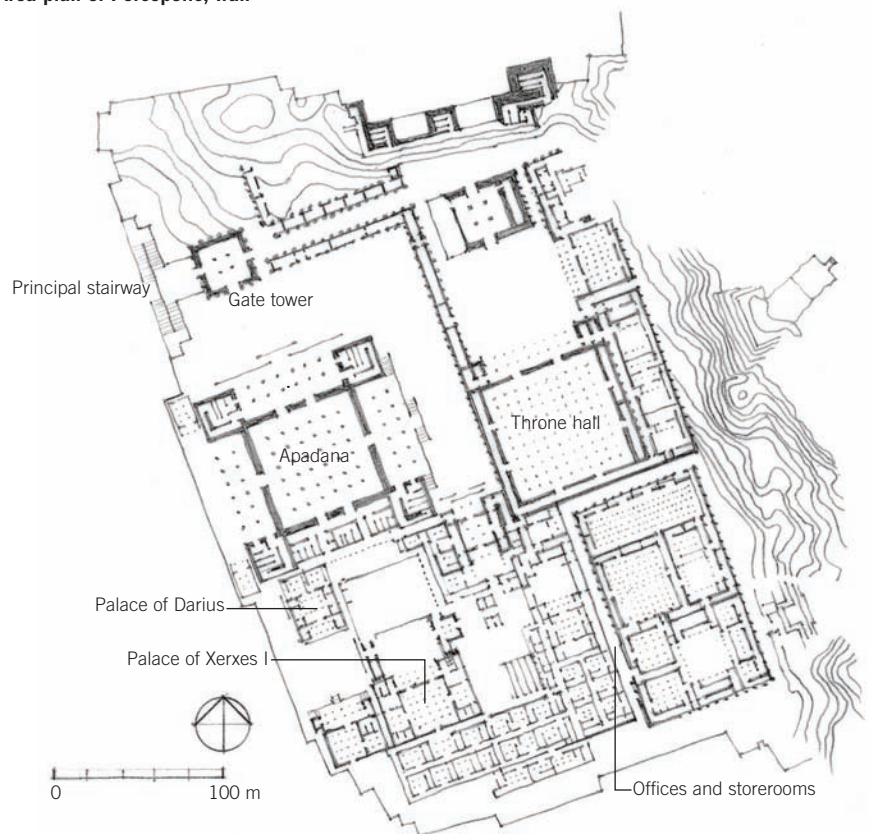 Principal stairway
Gate tower
Throne hall
Apadana
Palace of Darius
Palace of Xerxes I
0
100 m
Offices and storerooms